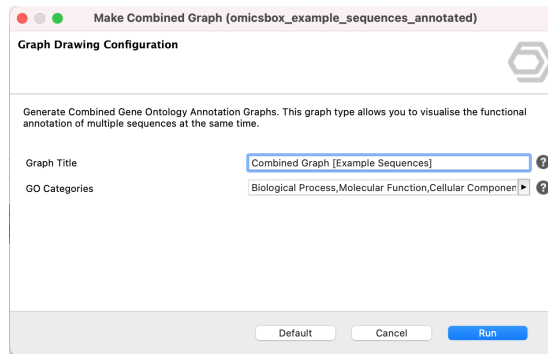 Make Combined Graph (omicsbox_example_sequences_annotated)
Graph Drawing Configuration
Generate Combined Gene Ontology Annotation Graphs. This graph type allows you to visualise the functional
annotation of multiple sequences at the same time.
Graph Title Combined Graph [Example Sequences] ?
GO Categories Biological Process,Molecular Function,Cellular Componen ?
Default Cancel Run